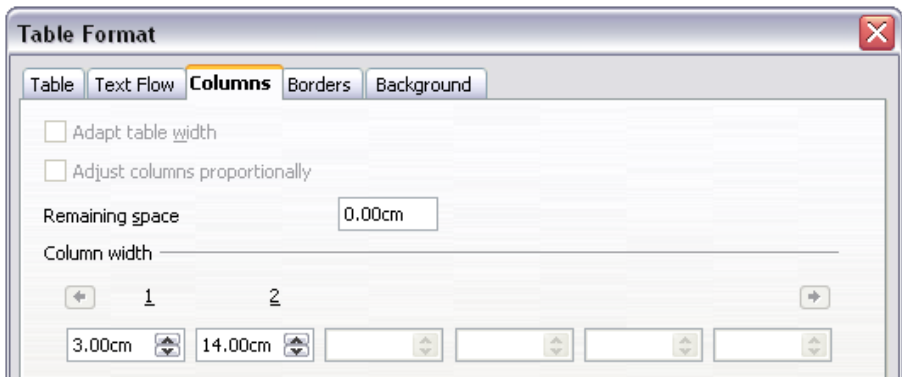 Table Format
Table Text Flow Columns Borders Background
Adapt table width
Adjust columns proportionally
Remaining space 0.00cm
Column width
1 2
3.00cm 14.00cm